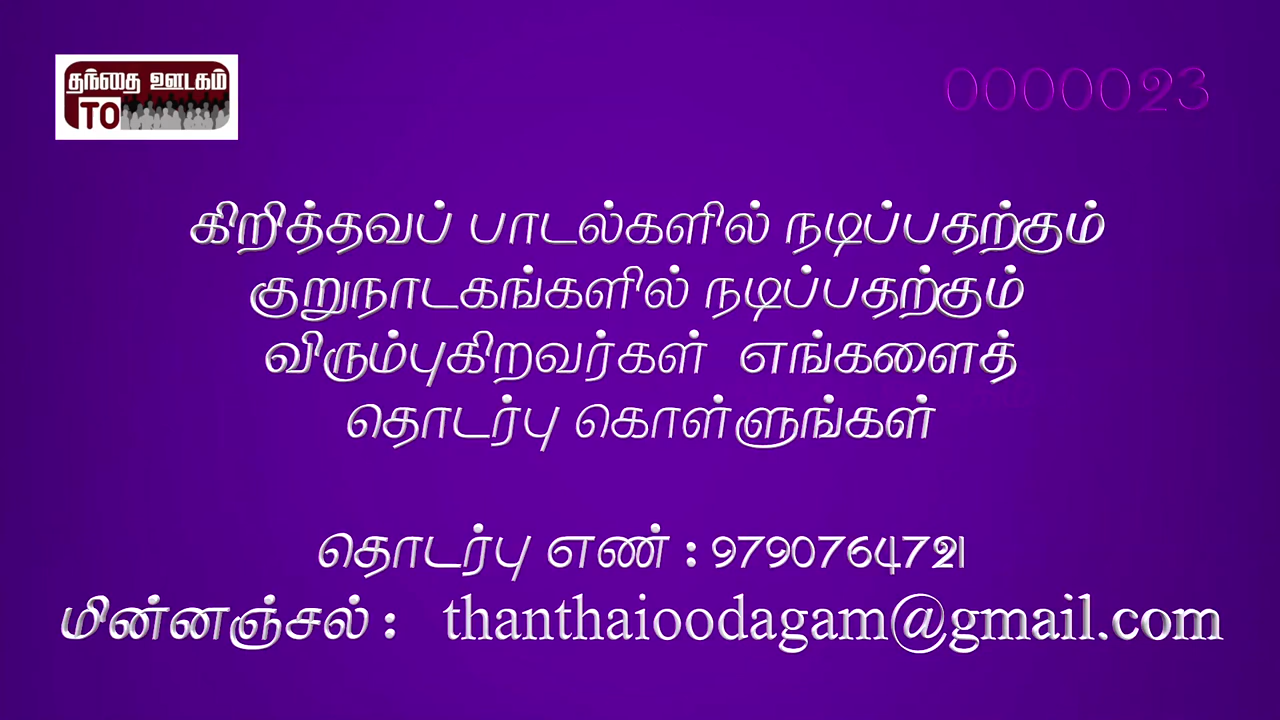 தந்தை ஊடகம்
TO
0000023
கிறித்தவப் பாடல்களில் நடிப்பதற்கும்
குறுநாடகங்களில் நடிப்பதற்கும்
விரும்புகிறவர்கள் எங்களைத்
தொடர்பு கொள்ளுங்கள்
தொடர்பு எண் : 9790764721
மின்னஞ்சல் : thanthaioodagam@gmail.com